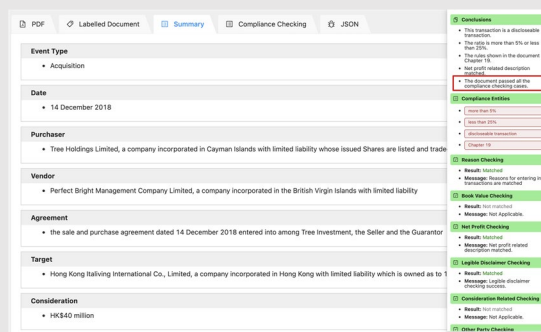 PDF
Labelled Document
Summary
Compliance Checking
JSON
Event Type
Acquisition
Date
14 December 2018
Purchaser
Tree Holdings Limited, a company incorporated in Cayman Islands with limited liability whose issued Shares are listed and trade
Vendor
Perfect Bright Management Company Limited, a company incorporated in the British Virgin Islands with limited liability
Agreement
the sale and purchase agreement dated 14 December 2018 entered into among Tree Investment, the Seller and the Guarantor
Target
Hong Kong Italiving International Co., Limited, a company incorporated in Hong Kong with limited liability which is owned as to 1
Consideration
HK$40 million
Conclusions
This transaction is a discloseable
transaction.
The ratio is more than 5% or less
than 25%.
The rules shown in the document
Chapter 19.
Net profit related description
matched.
The document passed all the
compliance checking cases.
Compliance Entities
more than 5%
less than 25%
discloseable transaction
Chapter 19
Reason Checking
Result: Matched
Message: Reasons for entering in
transactions are matched
Book Value Checking
Result: Not matched
Message: Not Applicable.
Net Profit Checking
Result: Matched
Message: Net profit related
description matched.
Legible Disclaimer Checking
Result: Matched
Message: Legible disclaimer
checking success.
Consideration Related Checking
Result: Not matched
Message: Not Applicable.
Other Party Checking